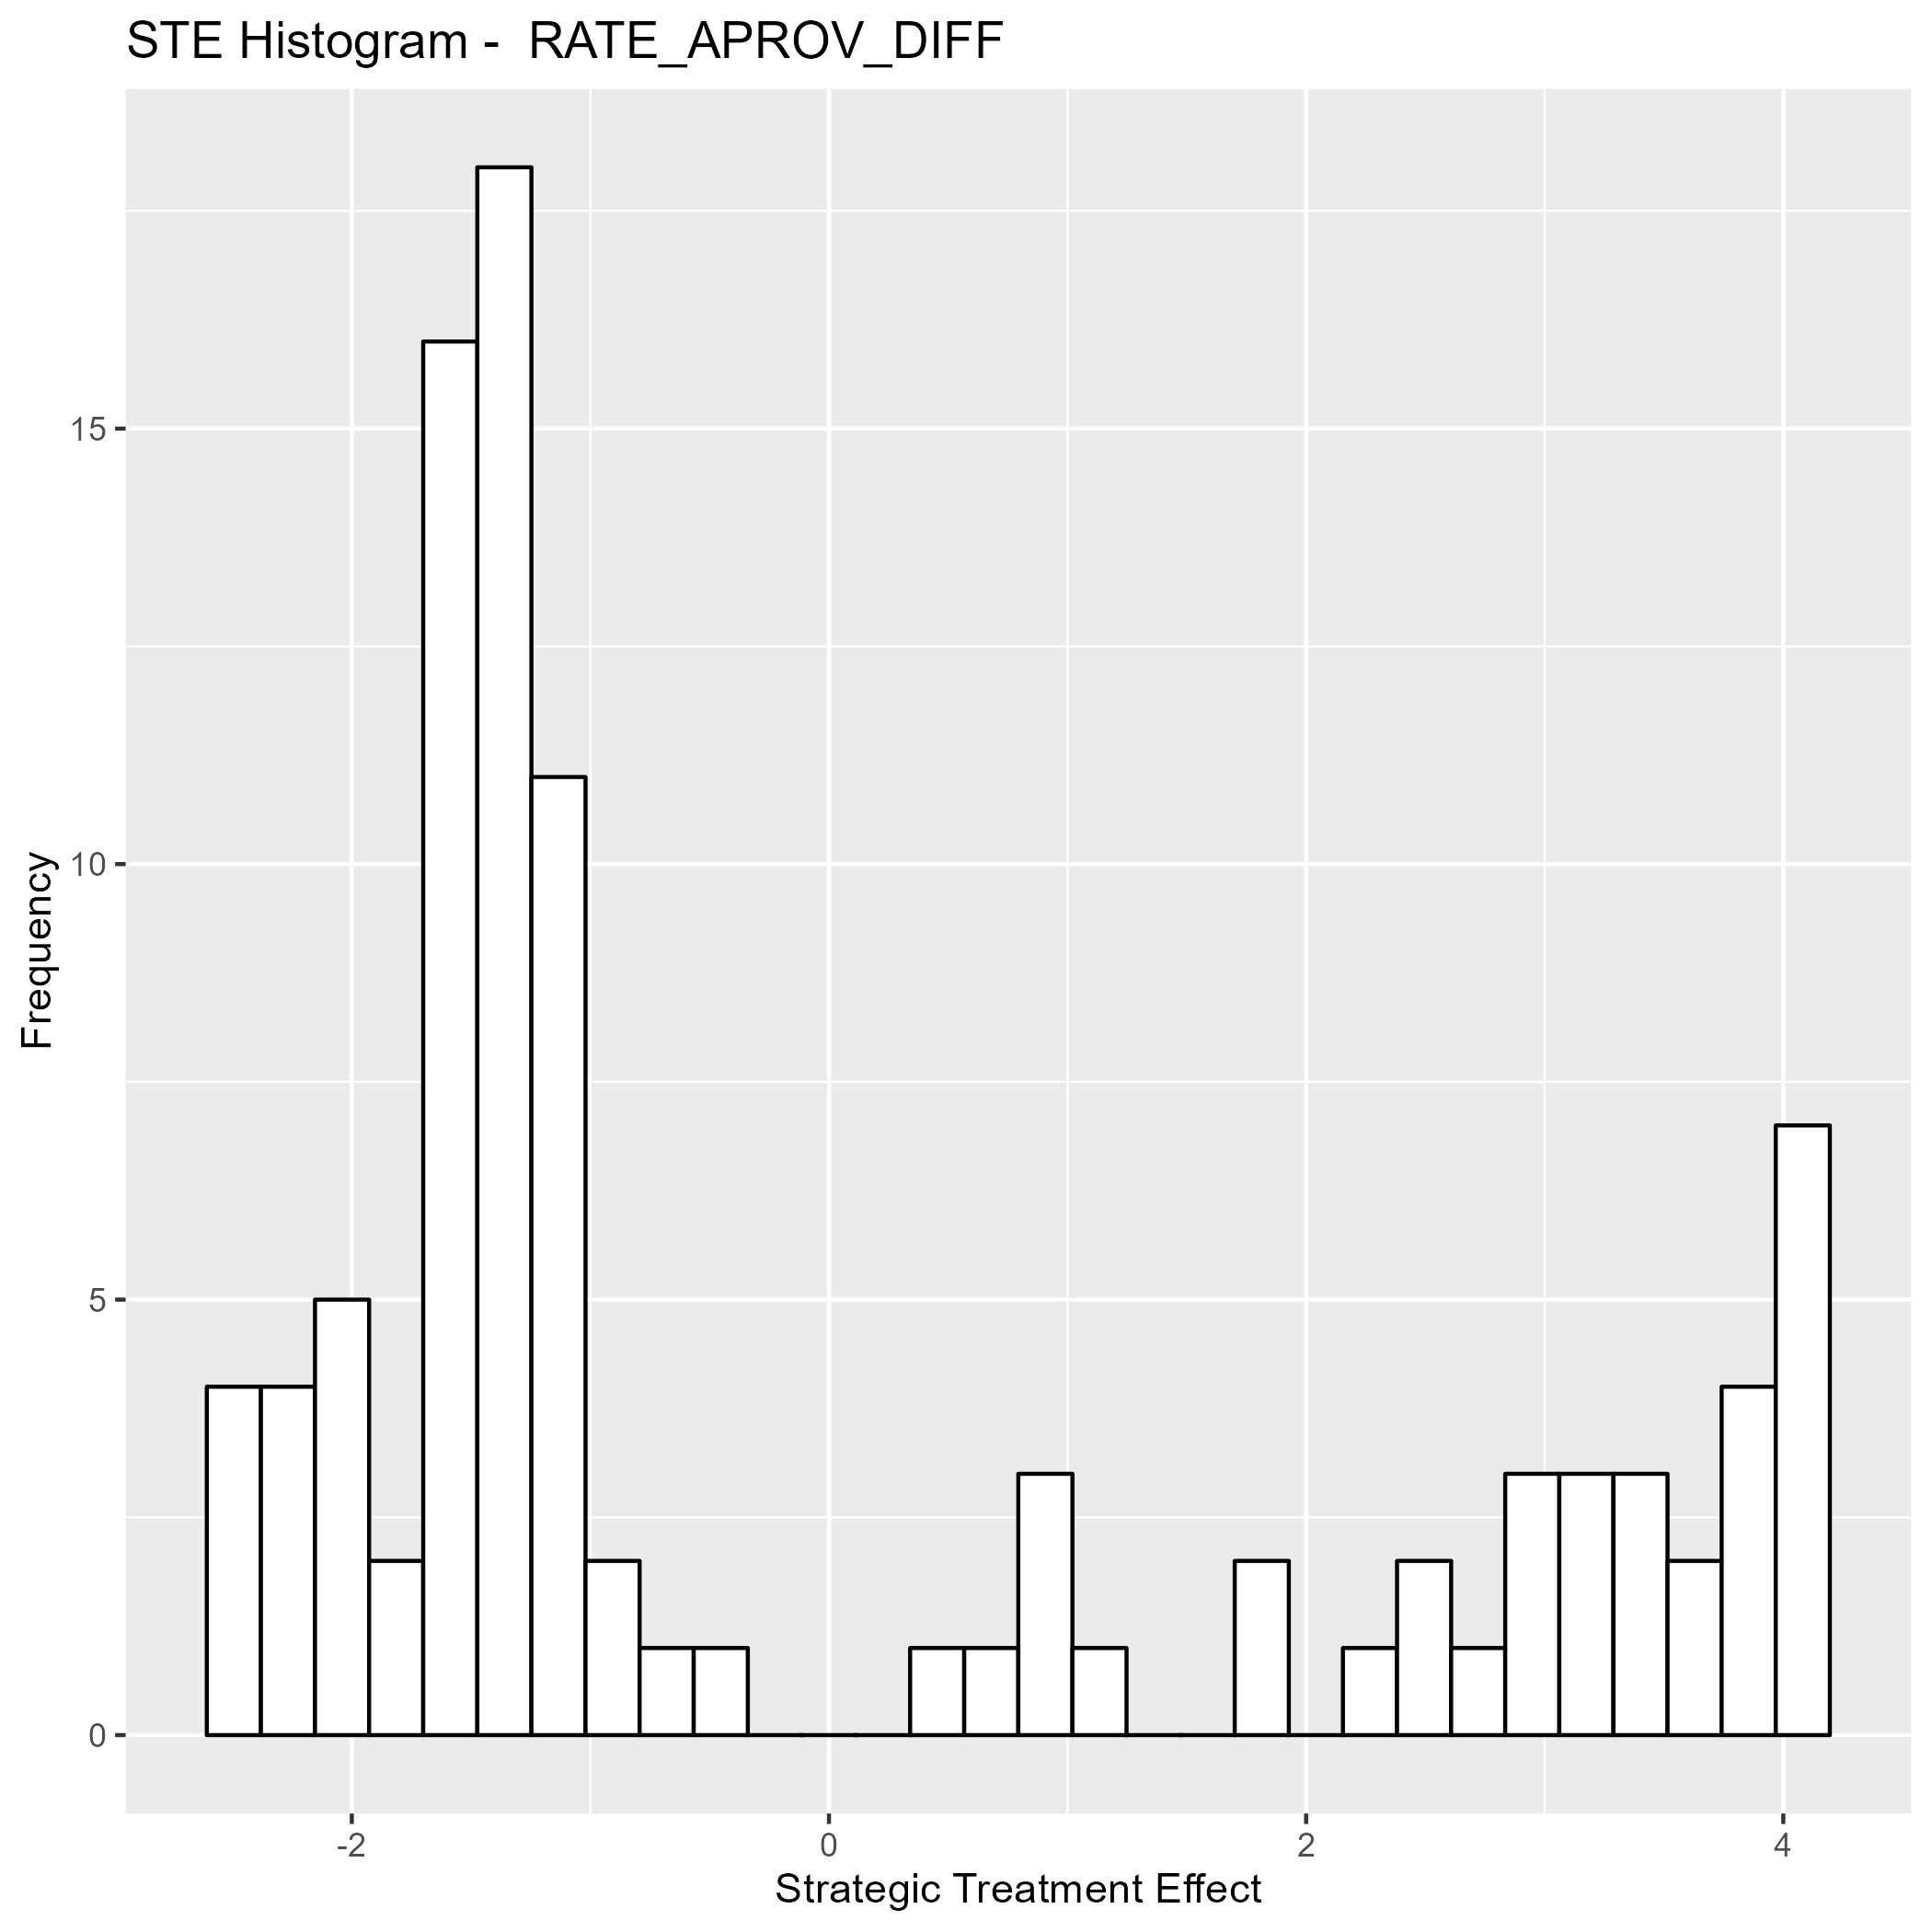 STE Histogram -  RATE_APROV_DIFF
15
10
5
0
Frequency
-2 0 2 4
Strategic Treatment Effect